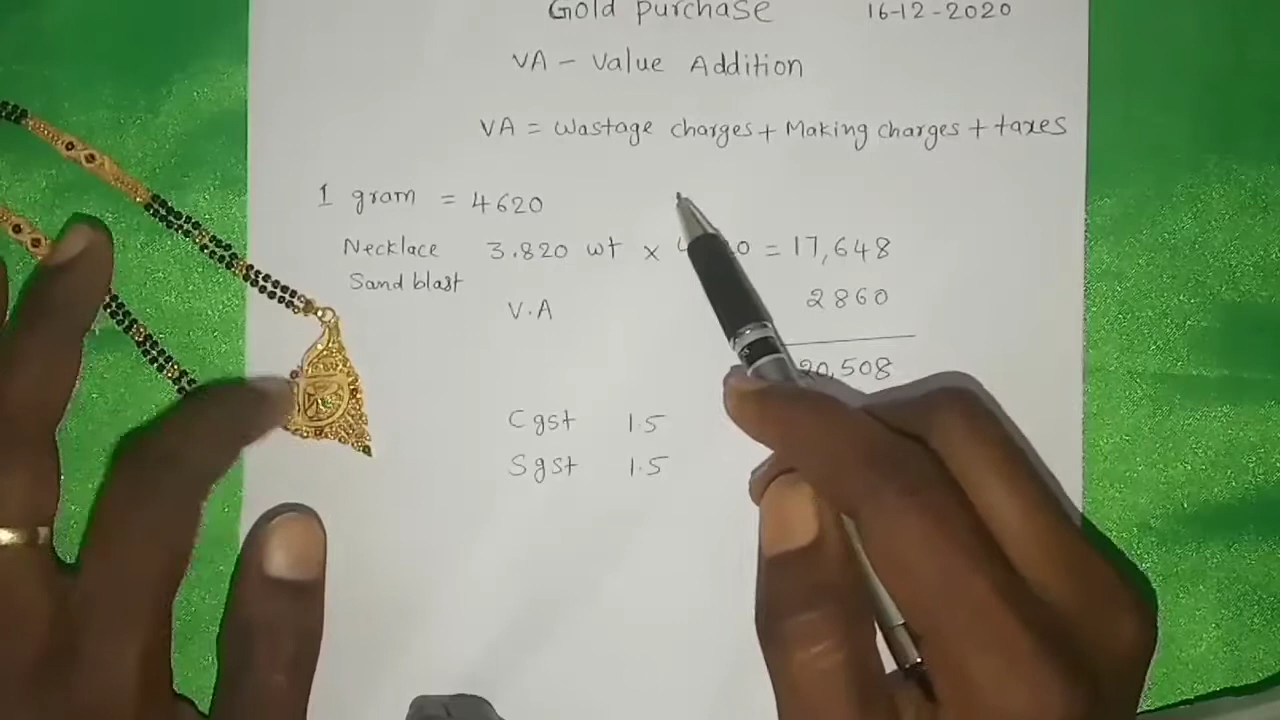 Gold Purchase 16-12-2020
VA - Value Addition
VA = Wastage charges + Making charges + taxes
1 gram = 4620
Necklace 3.820 wt x = 17,648
Sand blast
V.A 2860
20,508
Cgst 1.5
Sgst 1.5